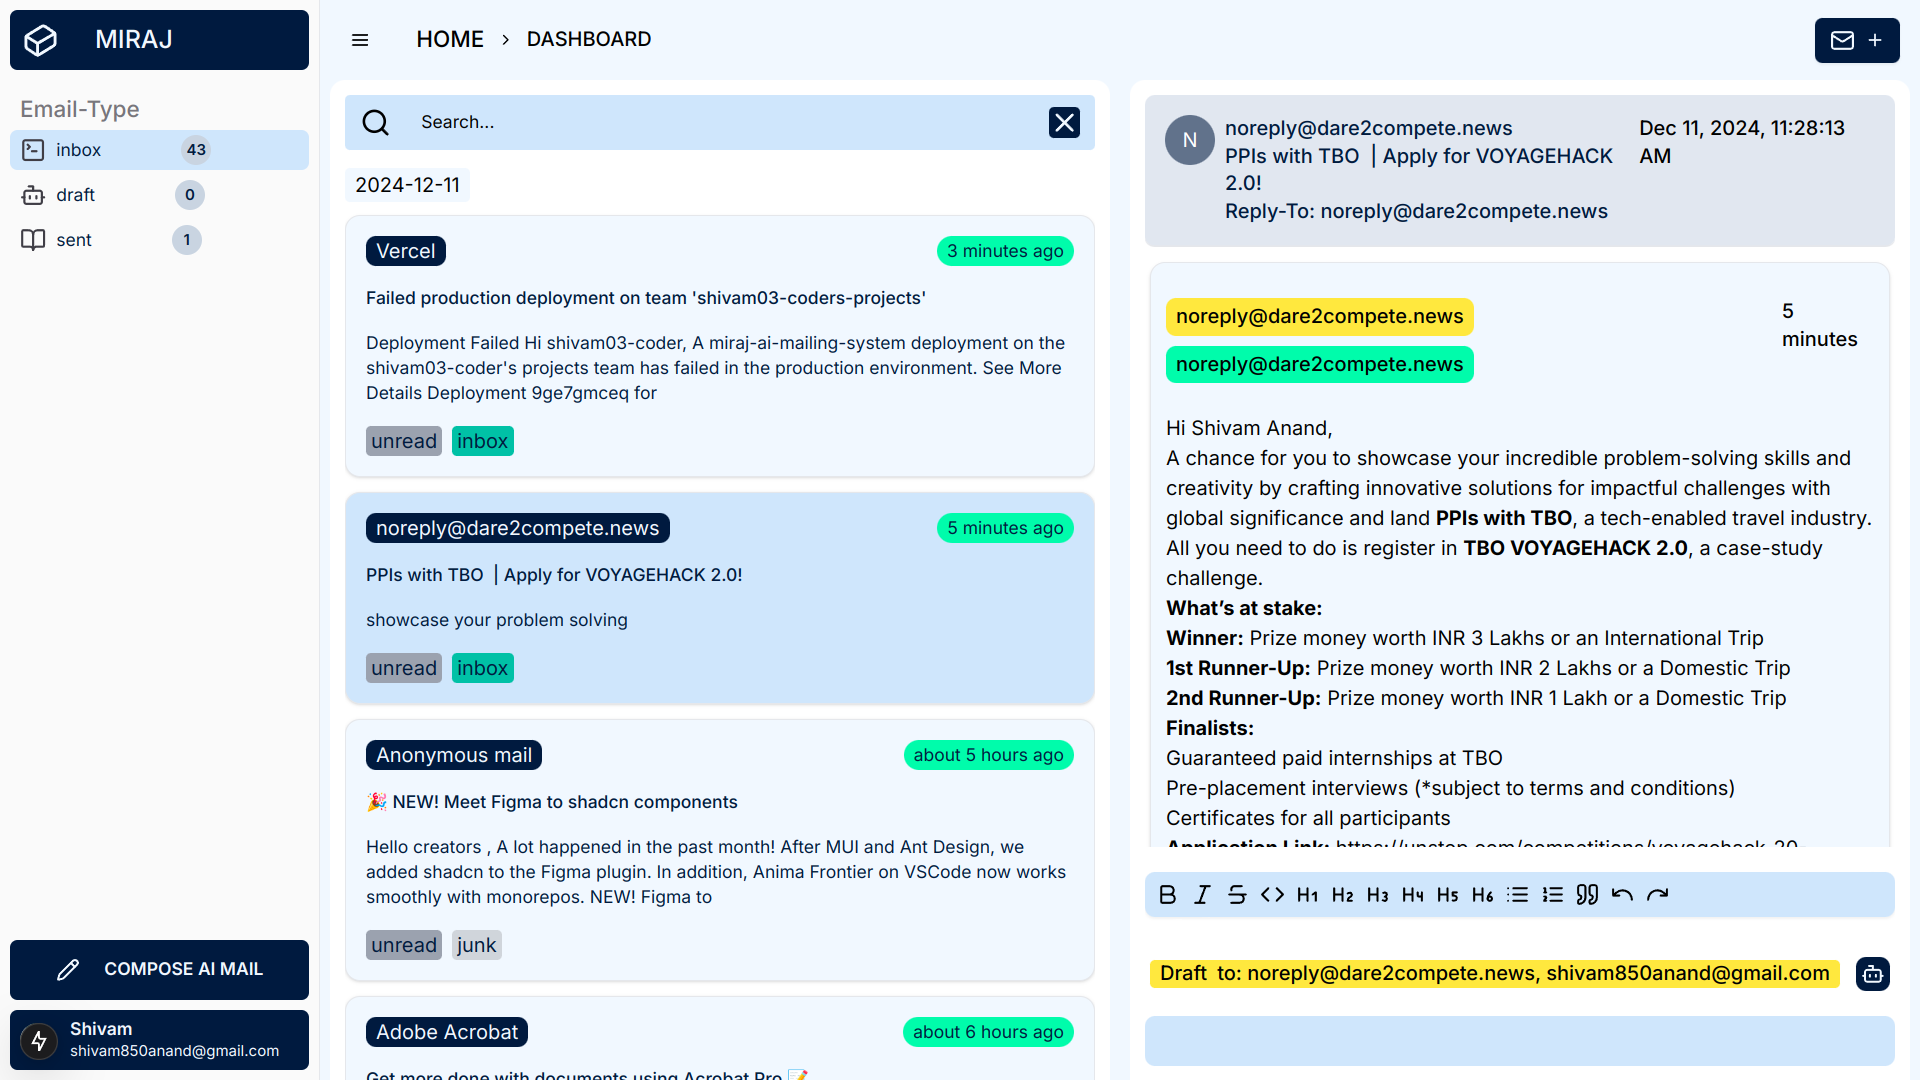 MIRAJ
Email-Type
inbox 43
draft 0
sent 1
COMPOSE AI MAIL
Shivam
shivam850anand@gmail.com
HOME > DASHBOARD
+
Search...
2024-12-11
Vercel 3 minutes ago
Failed production deployment on team 'shivam03-coders-projects'
Deployment Failed Hi shivam03-coder, A miraj-ai-mailing-system deployment on the
shivam03-coder's projects team has failed in the production environment. See More
Details Deployment 9ge7gmceq for
unread inbox
noreply@dare2compete.news 5 minutes ago
PPIs with TBO | Apply for VOYAGEHACK 2.0!
showcase your problem solving
unread inbox
Anonymous mail about 5 hours ago
🎉 NEW! Meet Figma to shadcn components
Hello creators , A lot happened in the past month! After MUI and Ant Design, we
added shadcn to the Figma plugin. In addition, Anima Frontier on VSCode now works
smoothly with monorepos. NEW! Figma to
unread junk
Adobe Acrobat about 6 hours ago
Get more done with documents using Acrobat Pro 📝
N
noreply@dare2compete.news
PPIs with TBO | Apply for VOYAGEHACK
2.0!
Reply-To: noreply@dare2compete.news
Dec 11, 2024, 11:28:13
AM
noreply@dare2compete.news
noreply@dare2compete.news
5
minutes
Hi Shivam Anand,
A chance for you to showcase your incredible problem-solving skills and
creativity by crafting innovative solutions for impactful challenges with
global significance and land PPIs with TBO, a tech-enabled travel industry.
All you need to do is register in TBO VOYAGEHACK 2.0, a case-study
challenge.
What’s at stake:
Winner: Prize money worth INR 3 Lakhs or an International Trip
1st Runner-Up: Prize money worth INR 2 Lakhs or a Domestic Trip
2nd Runner-Up: Prize money worth INR 1 Lakh or a Domestic Trip
Finalists:
Guaranteed paid internships at TBO
Pre-placement interviews (*subject to terms and conditions)
Certificates for all participants
Application Link: https://unstop.com/competitions/voyagehack-20-
B I S <> H1 H2 H3 H4 H5 H6
Draft to: noreply@dare2compete.news, shivam850anand@gmail.com